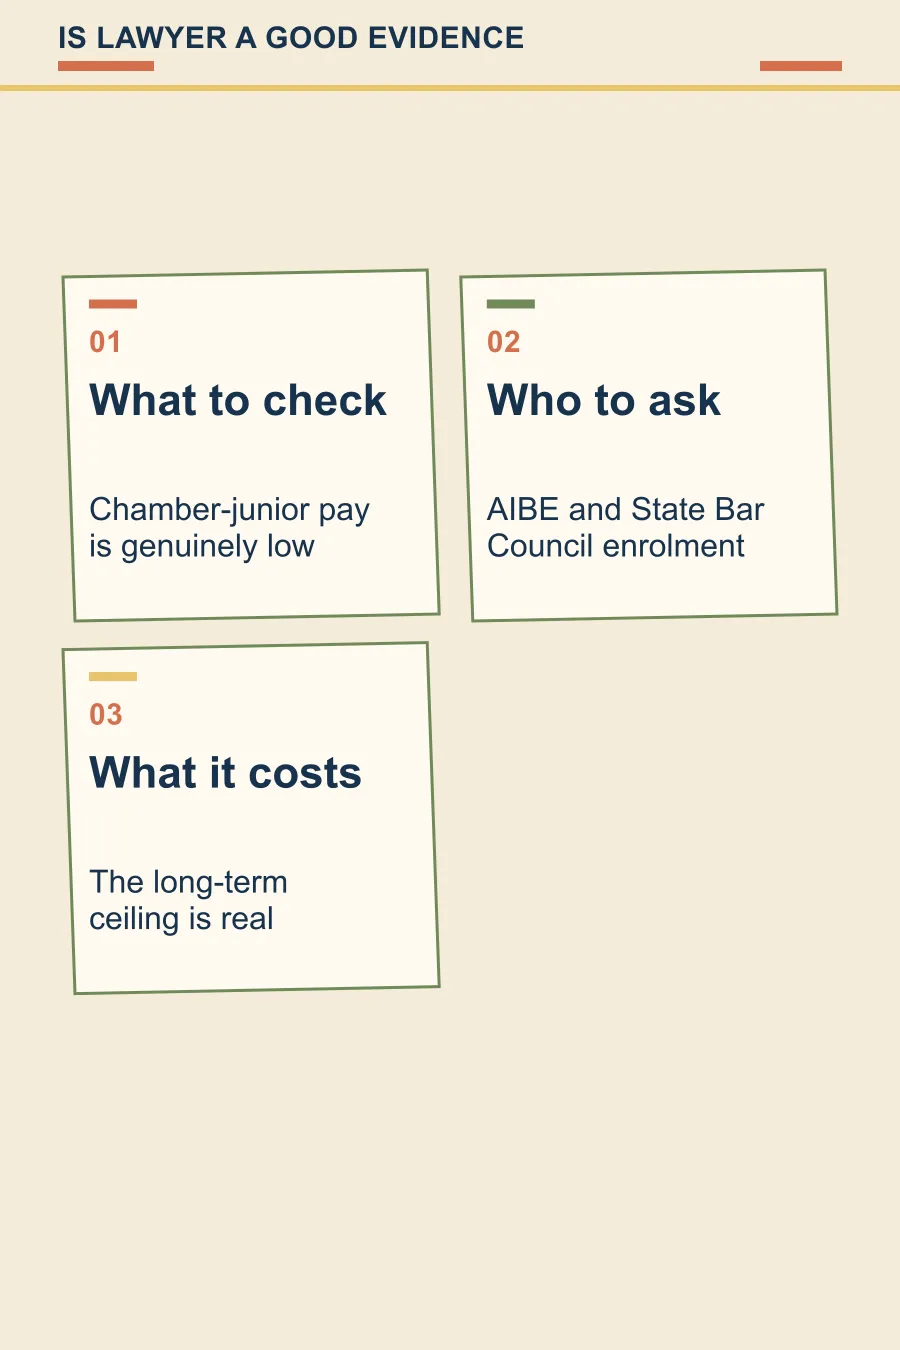 IS LAWYER A GOOD EVIDENCE
01
What to check
Chamber-junior pay
is genuinely low
02
Who to ask
AIBE and State Bar
Council enrolment
03
What it costs
The long-term
ceiling is real